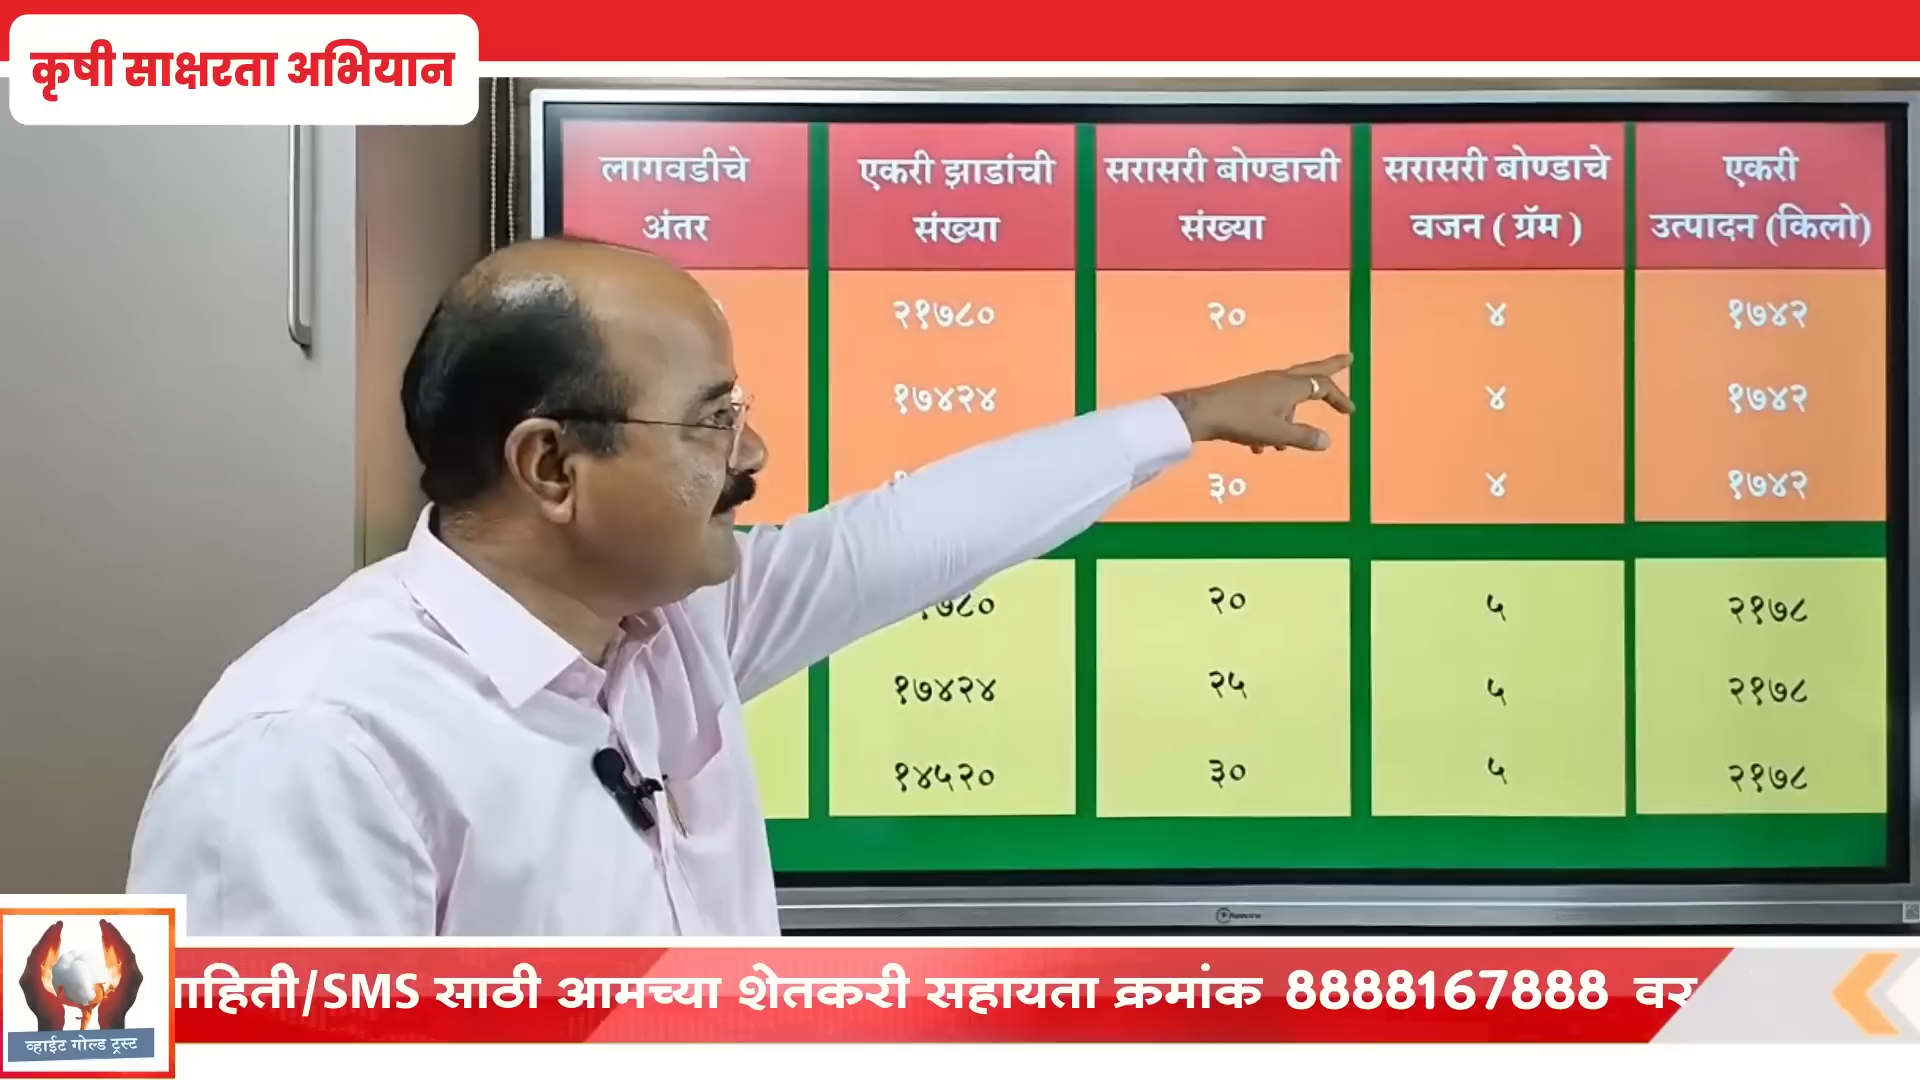 कृषी साक्षरता अभियान
लागवडीचे
अंतर
एकरी झाडांची
संख्या
सरासरी बोण्डाची
संख्या
सरासरी बोण्डाचे
वजन ( ग्रॅम )
एकरी
उत्पादन (किलो)
२१७८० २० ४ १७४२
१७४२४ ४ १७४२
३० ४ १७४२
२० ५ २१७८
१७४२४ २५ ५ २१७८
१४५२० ३० ५ २१७८
साठी आमच्या शेतकरी सहायता क्रमांक 8888167888 वर
व्हाईट गोल्ड ट्रस्ट